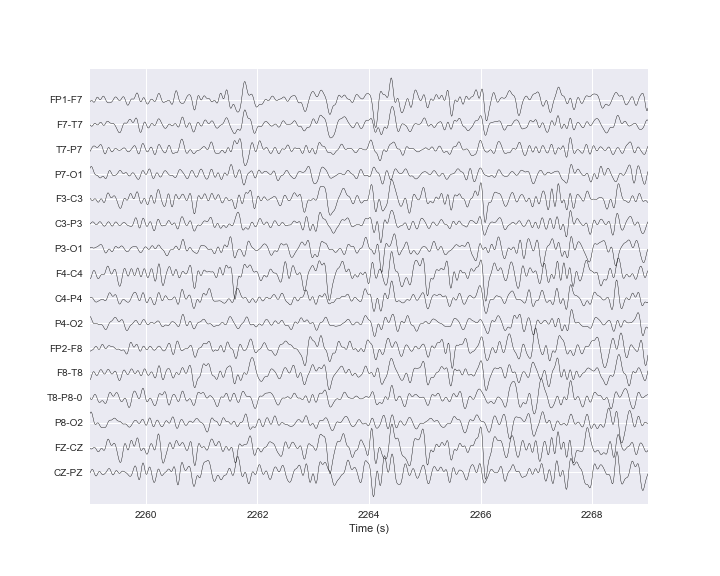 FP1-F7
F7-T7
T7-P7
P7-O1
F3-C3
C3-P3
P3-O1
F4-C4
C4-P4
P4-O2
FP2-F8
F8-T8
T8-P8-0
P8-O2
FZ-CZ
CZ-PZ
2260 2262 2264 2266 2268
Time (s)